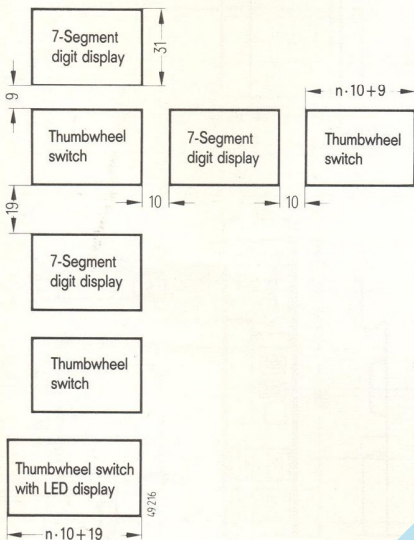 7-Segment
digit display
31
9
n·10+9
Thumbwheel
switch
7-Segment
digit display
Thumbwheel
switch
10
10
19
7-Segment
digit display
Thumbwheel
switch
Thumbwheel switch
with LED display
49216
n·10+19